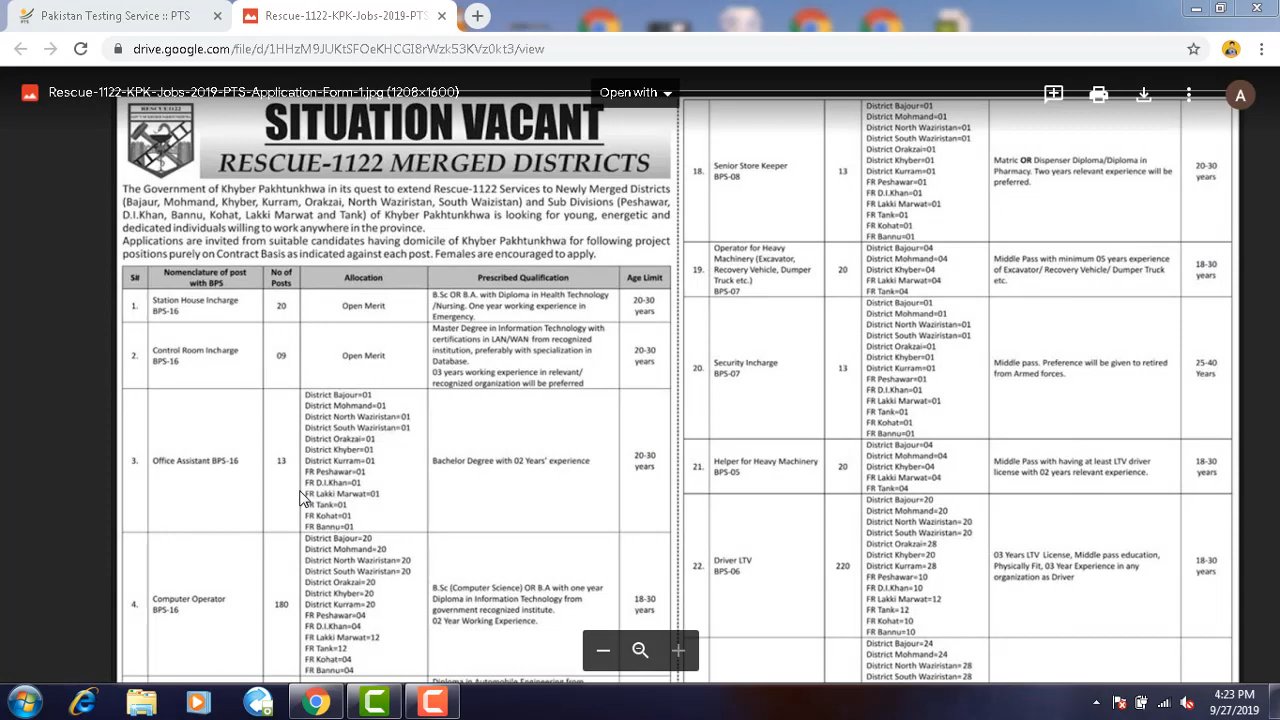 Pakistan Testing Service :: PTS
Rescue-1122-KPK-Jobs-2019-PTS-
drive.google.com/file/d/1HHzM9JUKtSFOeKHCGI8rWzk53KVz0kt3/view
Rescue-1122-KPK-Jobs-2019-PTS-Application-Form-1.jpg (1208×1600)
Open with
A
RESCUE 1122
SITUATION VACANT
RESCUE-1122 MERGED DISTRICTS
The Government of Khyber Pakhtunkhwa in its quest to extend Rescue-1122 Services to Newly Merged Districts
(Bajaur, Mohmand, Khyber, Kurram, Orakzai, North Waziristan, South Waizistan) and Sub Divisions (Peshawar,
D.I.Khan, Bannu, Kohat, Lakki Marwat and Tank) of Khyber Pakhtunkhwa is looking for young, energetic and
dedicated individuals willing to work anywhere in the province.
Applications are invited from suitable candidates having domicile of Khyber Pakhtunkhwa for following project
positions purely on Contract Basis as indicated against each post. Females are encouraged to apply.
S#
Nomenclature of post
with BPS
No of
Posts
Allocation
Prescribed Qualification
Age Limit
1.
Station House Incharge
BPS-16
20
Open Merit
B.Sc OR B.A. with Diploma in Health Technology
/Nursing. One year working experience in
Emergency.
20-30
years
2.
Control Room Incharge
BPS-16
09
Open Merit
Master Degree in Information Technology with
certifications in LAN/WAN from recognized
institution, preferably with specialization in
Database.
03 years working experience in relevant/
recognized organization will be preferred
20-30
years
3.
Office Assistant BPS-16
13
District Bajour=01
District Mohmand=01
District North Waziristan=01
District South Waziristan=01
District Orakzai=01
District Khyber=01
District Kurram=01
FR Peshawar=01
FR D.I.Khan=01
FR Lakki Marwat=01
FR Tank=01
FR Kohat=01
FR Bannu=01
Bachelor Degree with 02 Years' experience
20-30
years
4.
Computer Operator
BPS-16
180
District Bajour=20
District Mohmand=20
District North Waziristan=20
District South Waziristan=20
District Orakzai=20
District Khyber=20
District Kurram=20
FR Peshawar=04
FR D.I.Khan=04
FR Lakki Marwat=12
FR Tank=12
FR Kohat=04
FR Bannu=04
B.Sc (Computer Science) OR B.A with one year
Diploma in Information Technology from
government recognized institute.
02 Year Working Experience.
18-30
years
Diploma in Automobile Engineering from
18.
Senior Store Keeper
BPS-08
13
District Bajour=01
District Mohmand=01
District North Waziristan=01
District South Waziristan=01
District Orakzai=01
District Khyber=01
District Kurram=01
FR Peshawar=01
FR D.I.Khan=01
FR Lakki Marwat=01
FR Tank=01
FR Kohat=01
FR Bannu=01
Matric OR Dispenser Diploma/Diploma in
Pharmacy. Two years relevant experience will be
preferred.
20-30
years
19.
Operator for Heavy
Machinery (Excavator,
Recovery Vehicle, Dumper
Truck etc.)
BPS-07
20
District Bajour=04
District Mohmand=04
District Khyber=04
FR Lakki Marwat=04
FR Tank=04
Middle Pass with minimum 05 years experience
of Excavator/ Recovery Vehicle/ Dumper Truck
etc.
18-30
years
20.
Security Incharge
BPS-07
13
District Bajour=01
District Mohmand=01
District North Waziristan=01
District South Waziristan=01
District Orakzai=01
District Khyber=01
District Kurram=01
FR Peshawar=01
FR D.I.Khan=01
FR Lakki Marwat=01
FR Tank=01
FR Kohat=01
FR Bannu=01
Middle pass. Preference will be given to retired
from Armed forces.
25-40
Years
21.
Helper for Heavy Machinery
BPS-05
20
District Bajour=04
District Mohmand=04
District Khyber=04
FR Lakki Marwat=04
FR Tank=04
Middle Pass with having at least LTV driver
license with 02 years relevant experience.
18-30
years
22.
Driver LTV
BPS-06
220
District Bajour=20
District Mohmand=20
District North Waziristan=20
District South Waziristan=20
District Orakzai=28
District Khyber=20
District Kurram=28
FR Peshawar=10
FR D.I.Khan=10
FR Lakki Marwat=12
FR Tank=12
FR Kohat=10
FR Bannu=10
03 Years LTV License, Middle pass education,
Physically Fit, 03 Year Experience in any
organization as Driver
18-30
years
District Bajour=24
District Mohmand=24
District North Waziristan=28
District South Waziristan=28
4:23 PM
9/27/2019